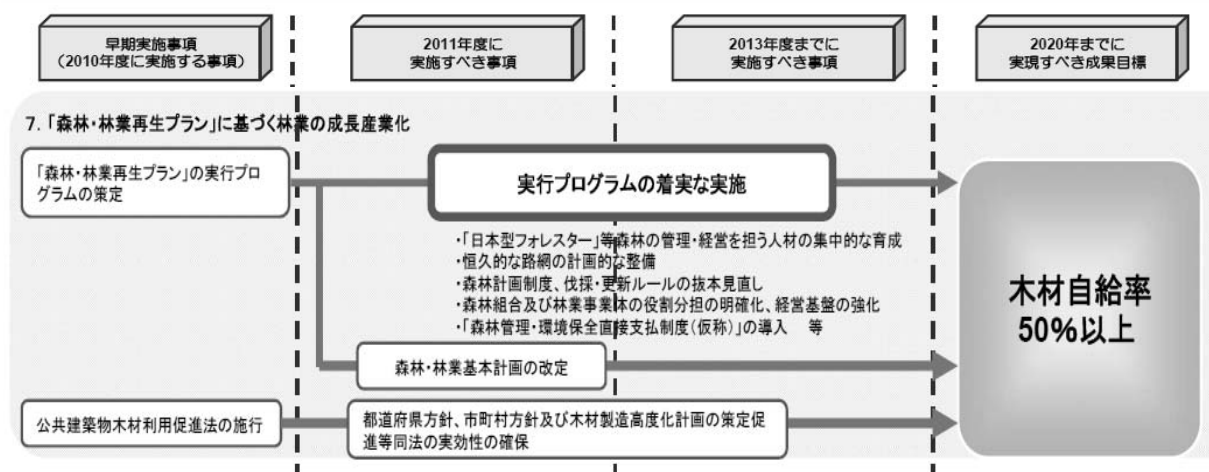 早期実施事項
(2010年度に実施する事項)
2011年度に
実施すべき事項
2013年度までに
実施すべき事項
2020年までに
実現すべき成果目標
7.「森林・林業再生プラン」に基づく林業の成長産業化
「森林・林業再生プラン」の実行プロ
グラムの策定
実行プログラムの着実な実施
・「日本型フォレスター」等森林の管理・経営を担う人材の集中的な育成
・恒久的な路網の計画的な整備
・森林計画制度、伐採・更新ルールの抜本見直し
・森林組合及び林業事業体の役割分担の明確化、経営基盤の強化
・「森林管理・環境保全直接支払制度(仮称)」の導入 等
森林・林業基本計画の改定
公共建築物木材利用促進法の施行
都道府県方針、市町村方針及び木材製造高度化計画の策定促
進等同法の実効性の確保
木材自給率
50%以上